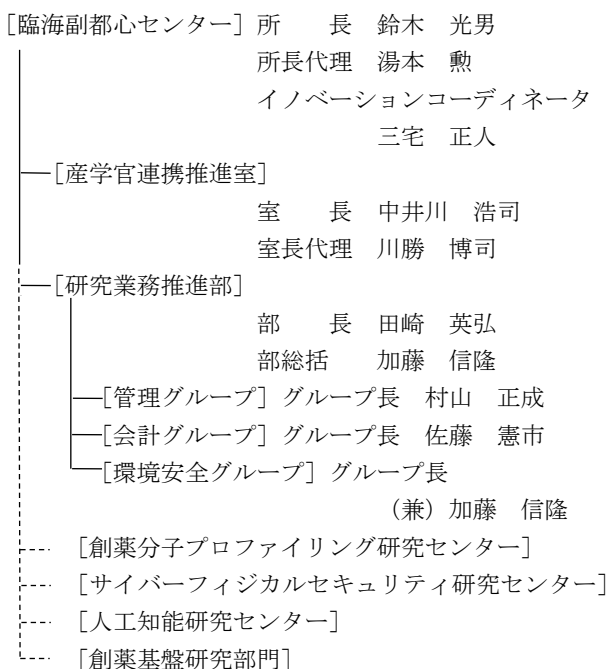 ［臨海副都心センター］所　　長　鈴木　光男
所長代理　湯本　勲
イノベーションコーディネータ
三宅　正人
［産学官連携推進室］
室　　長　中井川　浩司
室長代理　川勝　博司
［研究業務推進部］
部　　長　田崎　英弘
部総括　　加藤　信隆
［管理グループ］グループ長　村山　正成
［会計グループ］グループ長　佐藤　憲市
［環境安全グループ］グループ長
（兼）加藤　信隆
［創薬分子プロファイリング研究センター］
［サイバーフィジカルセキュリティ研究センター］
［人工知能研究センター］
［創薬基盤研究部門］